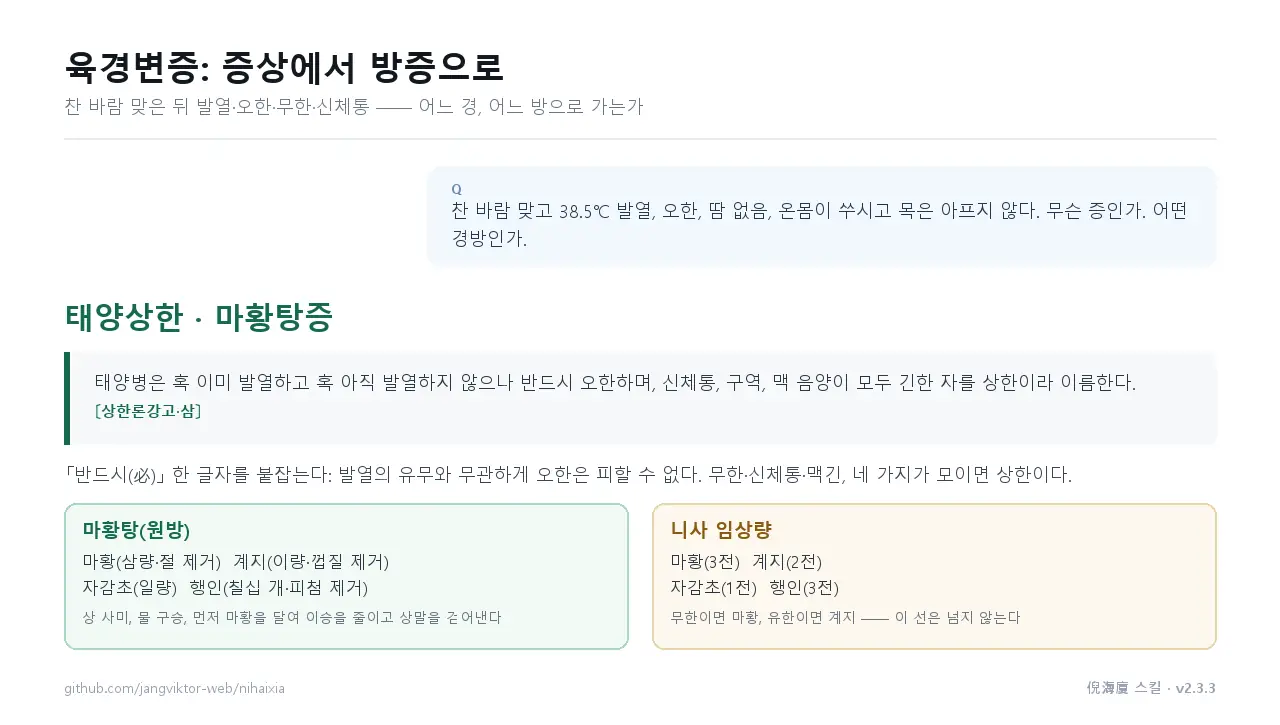 육경변증: 증상에서 방증으로
찬 바람 맞은 뒤 발열·오한·무한·신체통 —— 어느 경, 어느 방으로 가는가
Q
찬 바람 맞고 38.5℃ 발열, 오한, 땀 없음, 온몸이 쑤시고 목은 아프지 않다. 무슨 증인가. 어떤
경방인가.
태양상한 · 마황탕증
태양병은 혹 이미 발열하고 혹 아직 발열하지 않으나 반드시 오한하며, 신체통, 구역, 맥 음양이 모두 긴한 자를 상한이라 이름한다.
[상한론강고·삼]
「반드시(必)」 한 글자를 붙잡는다: 발열의 유무와 무관하게 오한은 피할 수 없다. 무한·신체통·맥긴, 네 가지가 모이면 상한이다.
마황탕(원방)
마황(삼량·절 제거) 계지(이량·껍질 제거)
자감초(일량) 행인(칠십 개·피첨 제거)
상 사미, 물 구승, 먼저 마황을 달여 이승을 줄이고 상말을 걷어낸다
니사 임상량
마황(3전) 계지(2전)
자감초(1전) 행인(3전)
무한이면 마황, 유한이면 계지 —— 이 선은 넘지 않는다
github.com/jangviktor-web/nihaixia
倪海厦 스킬 · v2.3.3